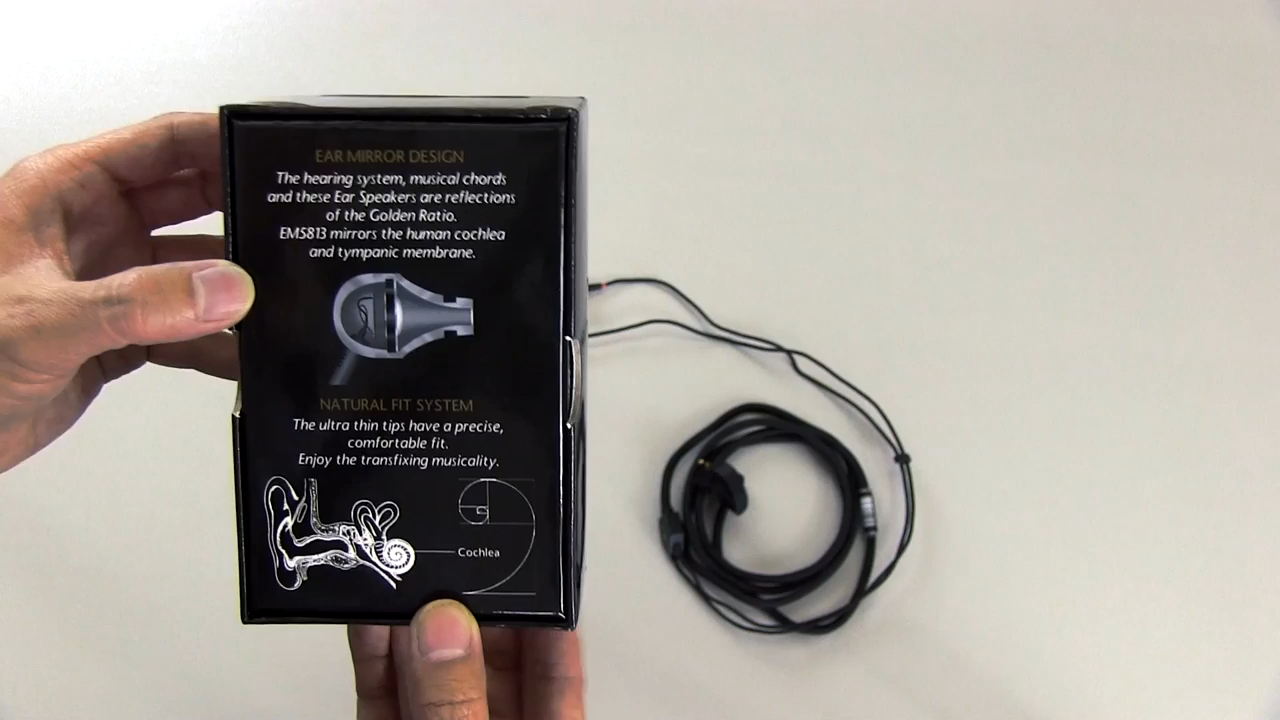 EAR MIRROR DESIGN
The hearing system, musical chords
and these Ear Speakers are reflections
of the Golden Ratio.
EMS813 mirrors the human cochlea
and tympanic membrane.
NATURAL FIT SYSTEM
The ultra thin tips have a precise,
comfortable fit.
Enjoy the transfixing musicality.
Cochlea